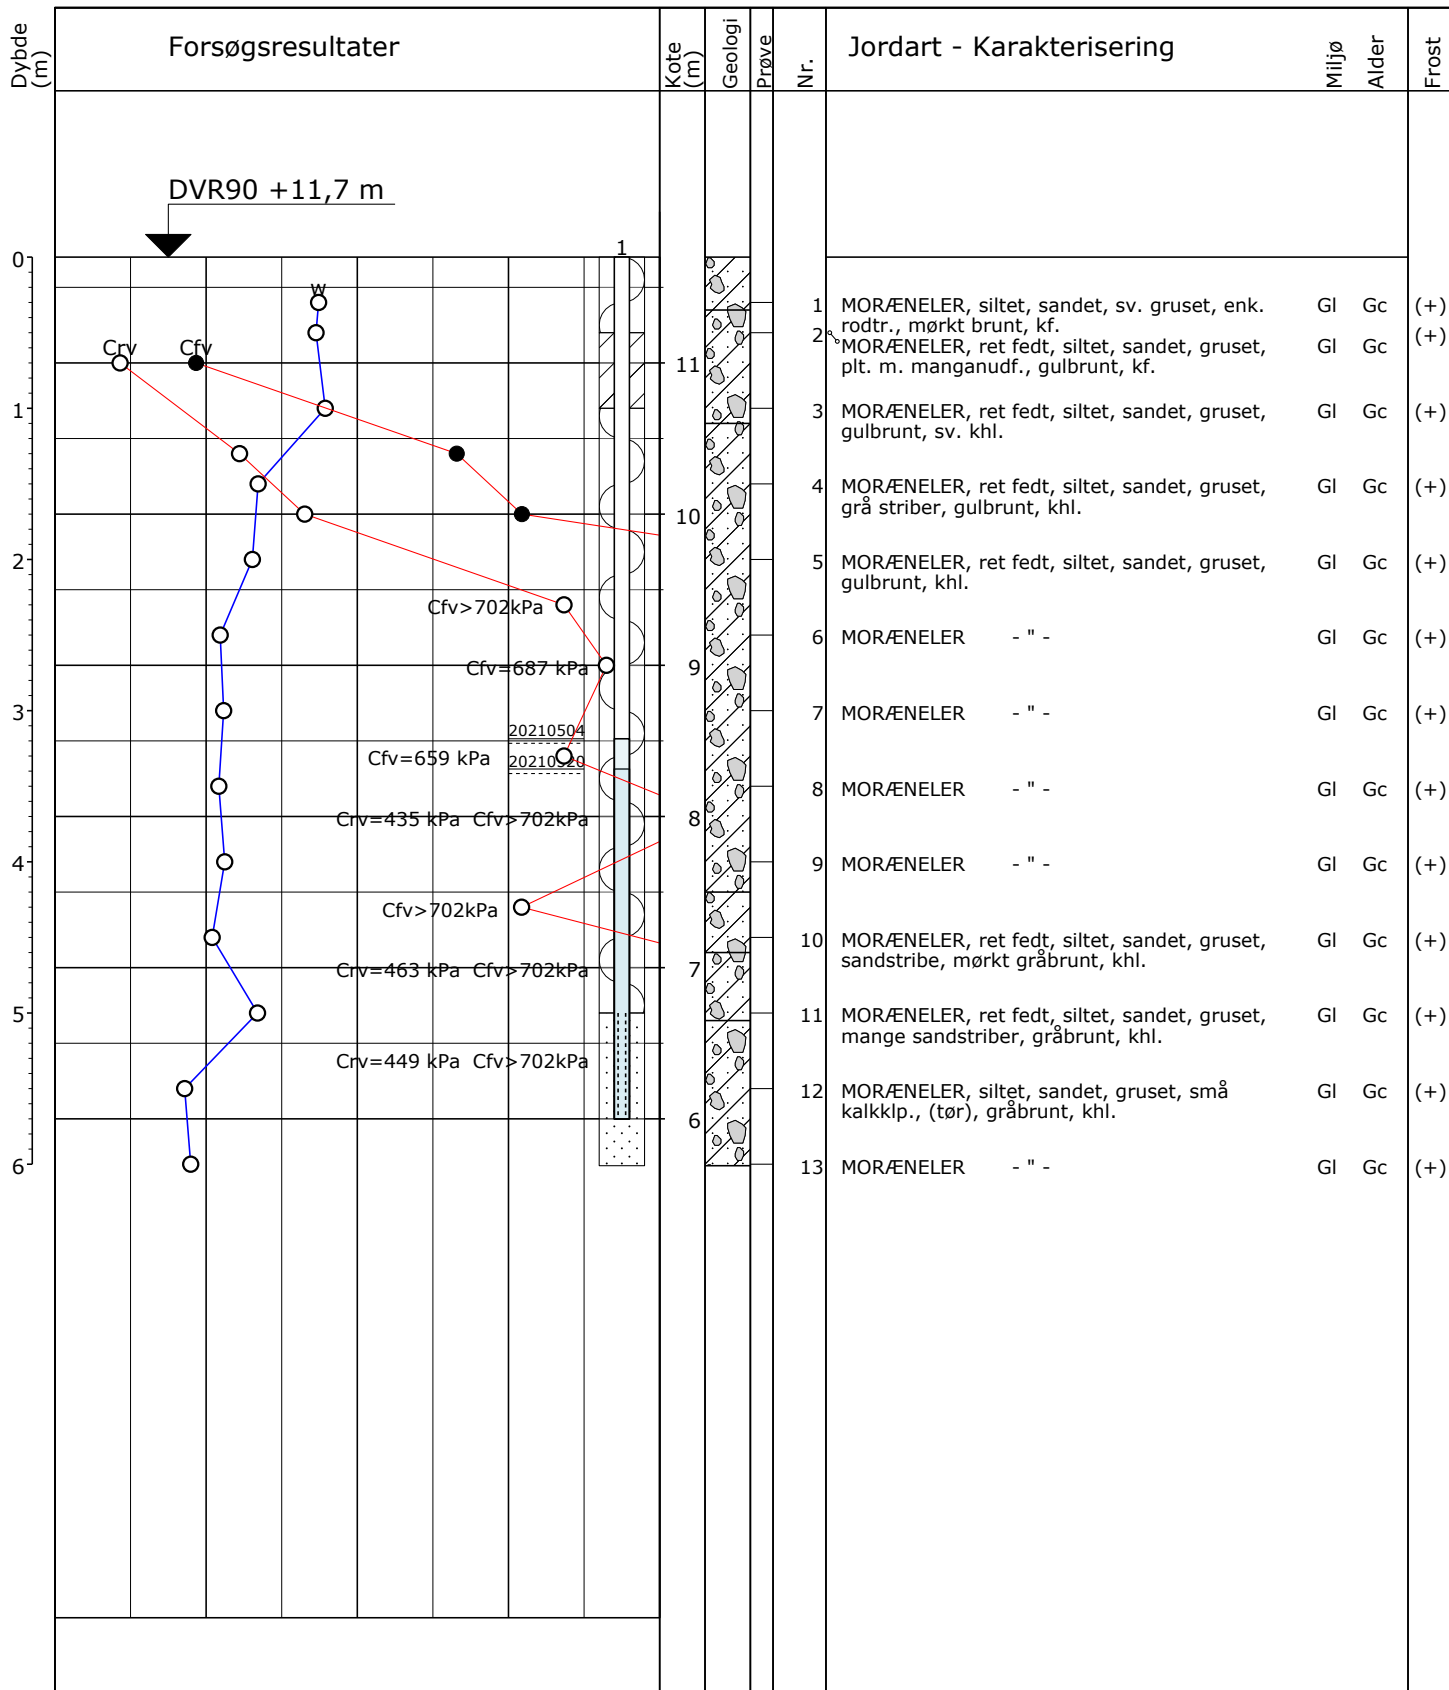 Dybde (m)
Forsøgsresultater
Kote (m)
Geologi
Prøve
Nr.
Jordart - Karakterisering
Miljø
Alder
Frost
DVR90 +11,7 m
0
1
W
1 MORÆNELER, siltet, sandet, sv. gruset, enk. Gl Gc (+)
rodtr., mørkt brunt, kf.
2 (+)
MORÆNELER, ret fedt, siltet, sandet, gruset, Gl Gc
plt. m. manganudf., gulbrunt, kf.
Crv Cfv
11
1
3 MORÆNELER, ret fedt, siltet, sandet, gruset, Gl Gc (+)
gulbrunt, sv. khl.
4 MORÆNELER, ret fedt, siltet, sandet, gruset, Gl Gc (+)
grå striber, gulbrunt, khl.
10
2
5 MORÆNELER, ret fedt, siltet, sandet, gruset, Gl Gc (+)
gulbrunt, khl.
Cfv>702kPa
6 MORÆNELER - " - Gl Gc (+)
Cfv=687 kPa
9
3
7 MORÆNELER - " - Gl Gc (+)
20210504
Cfv=659 kPa
20210520
8 MORÆNELER - " - Gl Gc (+)
Crv=435 kPa Cfv>702kPa
8
4
9 MORÆNELER - " - Gl Gc (+)
Cfv>702kPa
10 MORÆNELER, ret fedt, siltet, sandet, gruset, Gl Gc (+)
sandstribe, mørkt gråbrunt, khl.
Crv=463 kPa Cfv>702kPa
7
5
11 MORÆNELER, ret fedt, siltet, sandet, gruset, Gl Gc (+)
mange sandstriber, gråbrunt, khl.
Crv=449 kPa Cfv>702kPa
12 MORÆNELER, siltet, sandet, gruset, små Gl Gc (+)
kalkklp., (tør), gråbrunt, khl.
6
6
13 MORÆNELER - " - Gl Gc (+)